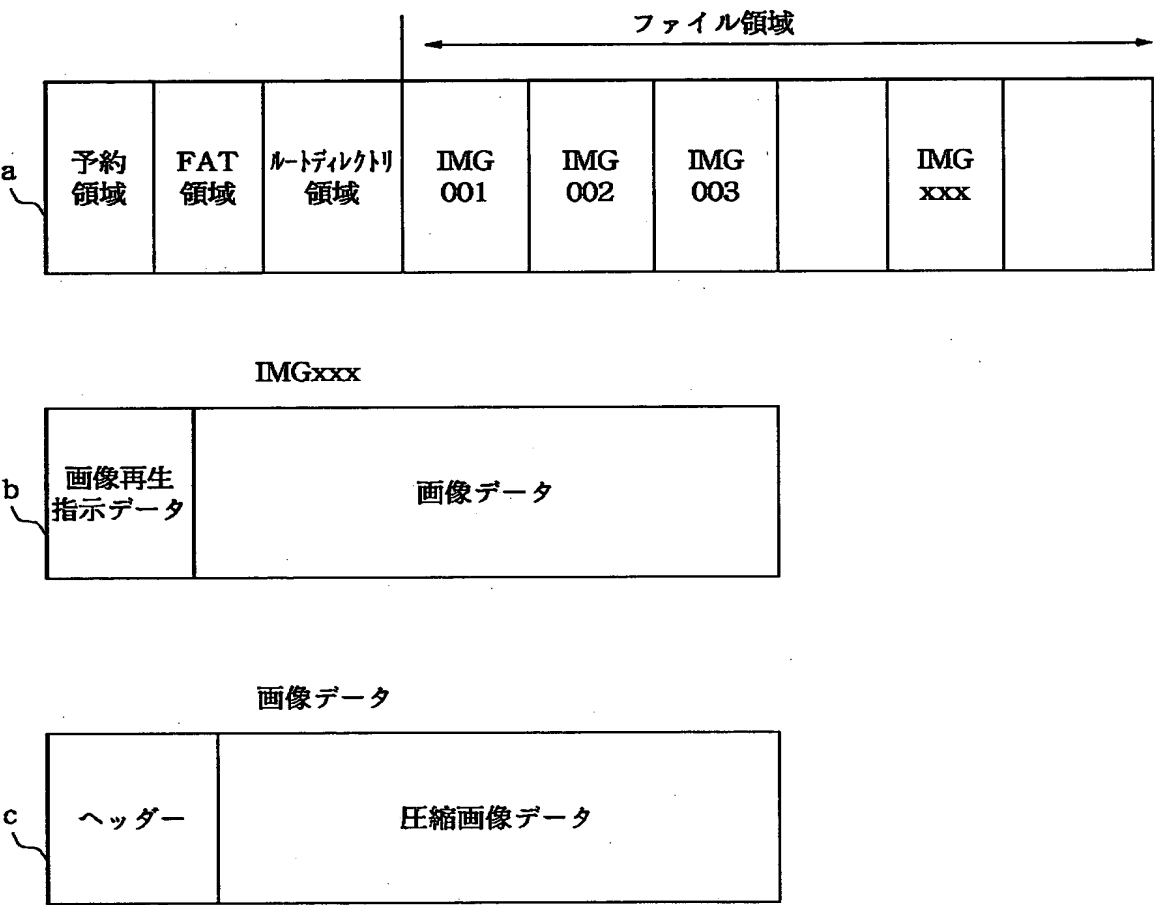 ファイル領域
a
予約
領域
FAT
領域
ルートディレクトリ
領域
IMG
001
IMG
002
IMG
003
IMG
xxx
IMGxxx
b
画像再生
指示データ
画像データ
画像データ
c
ヘッダー
圧縮画像データ